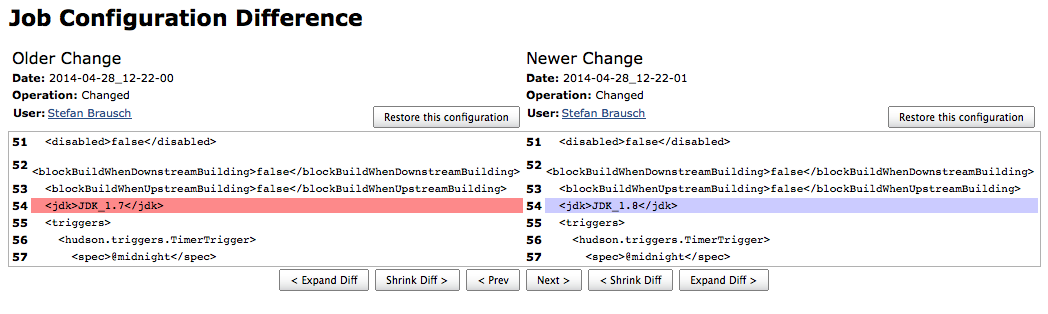 Job Configuration Difference
Older Change
Date: 2014-04-28_12-22-00
Operation: Changed
User: Stefan Brausch
Restore this configuration
51 <disabled>false</disabled>
52
<blockBuildWhenDownstreamBuilding>false</blockBuildWhenDownstreamBuilding>
53 <blockBuildWhenUpstreamBuilding>false</blockBuildWhenUpstreamBuilding>
54 <jdk>JDK_1.7</jdk>
55 <triggers>
56 <hudson.triggers.TimerTrigger>
57 <spec>@midnight</spec>
Newer Change
Date: 2014-04-28_12-22-01
Operation: Changed
User: Stefan Brausch
Restore this configuration
51 <disabled>false</disabled>
52
<blockBuildWhenDownstreamBuilding>false</blockBuildWhenDownstreamBuilding>
53 <blockBuildWhenUpstreamBuilding>false</blockBuildWhenUpstreamBuilding>
54 <jdk>JDK_1.8</jdk>
55 <triggers>
56 <hudson.triggers.TimerTrigger>
57 <spec>@midnight</spec>
< Expand Diff Shrink Diff > < Prev Next > < Shrink Diff Expand Diff >